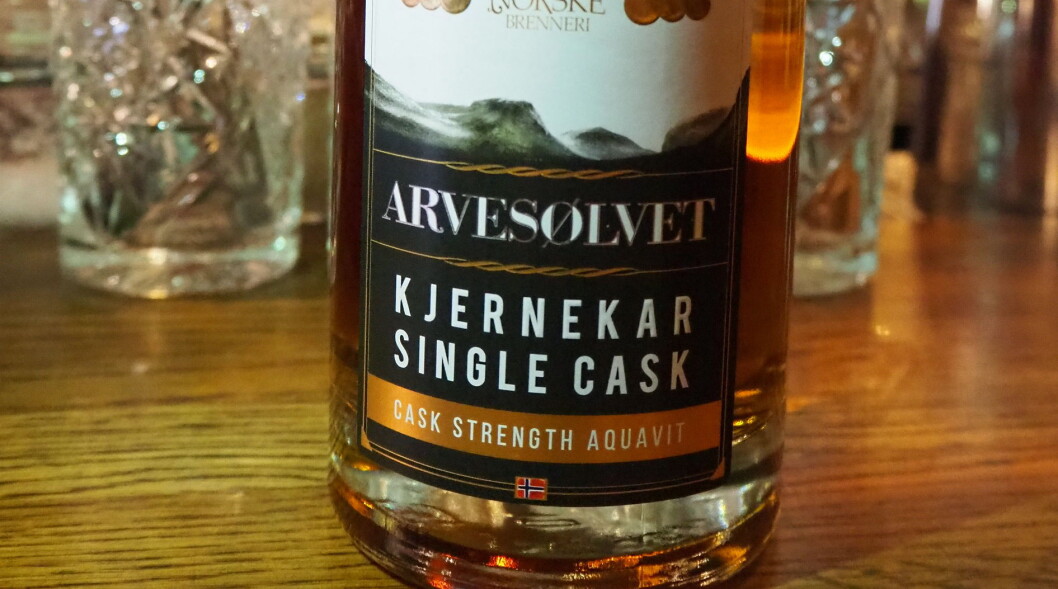 NORSKE
BRENNERI
ARVESØLVET
KJERNEKAR
SINGLE CASK
CASK STRENGTH AQUAVIT